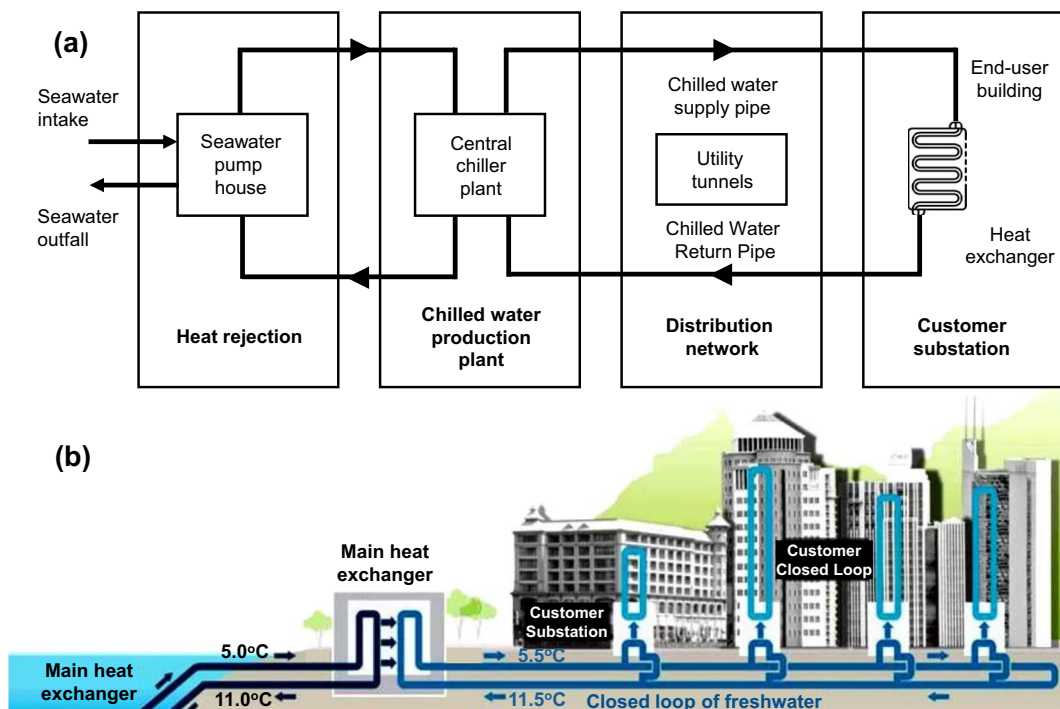 (a)
Seawater
intake
Seawater
outfall
Seawater
pump
house
Heat rejection
Central
chiller
plant
Chilled water
production
plant
Chilled water
supply pipe
Utility
tunnels
Chilled Water
Return Pipe
Distribution
network
End-user
building
Heat
exchanger
Customer
substation
(b)
Main heat
exchanger
Customer
Closed Loop
Customer
Substation
5.0°C
5.5°C
Main heat
exchanger
11.0°C
11.5°C
Closed loop of freshwater